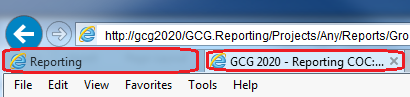 http://gcg2020/GCG.Reporting/Projects/Any/Reports/Gro
Reporting
GCG 2020 - Reporting COC:...
File Edit View Favorites Tools Help